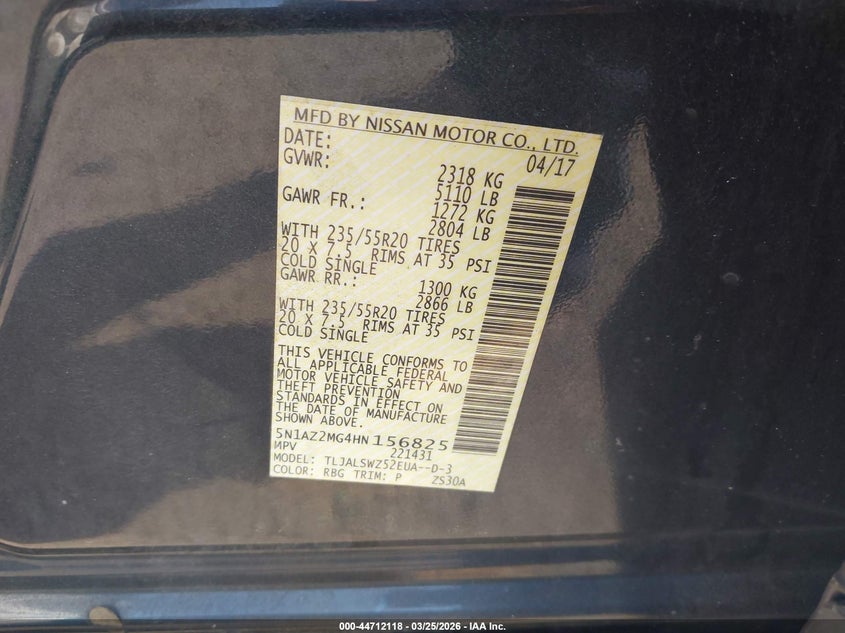 MFD BY NISSAN MOTOR CO., LTD.
DATE: 04/17
GVWR: 2318 KG
5110 LB
GAWR FR.: 1272 KG
2804 LB
WITH 235/55R20 TIRES
20 X 7.5 RIMS AT 35 PSI
COLD SINGLE
GAWR RR.: 1300 KG
2866 LB
WITH 235/55R20 TIRES
20 X 7.5 RIMS AT 35 PSI
COLD SINGLE
THIS VEHICLE CONFORMS TO
ALL APPLICABLE FEDERAL
MOTOR VEHICLE SAFETY AND
THEFT PREVENTION
STANDARDS IN EFFECT ON
THE DATE OF MANUFACTURE
SHOWN ABOVE.
5N1AZ2MG4HN156825
MPV 221431
MODEL: TLJALSWZ52EUA--D-3
COLOR: RBG TRIM: P ZS30A
000-44712118 - 03/25/2026 - IAA Inc.